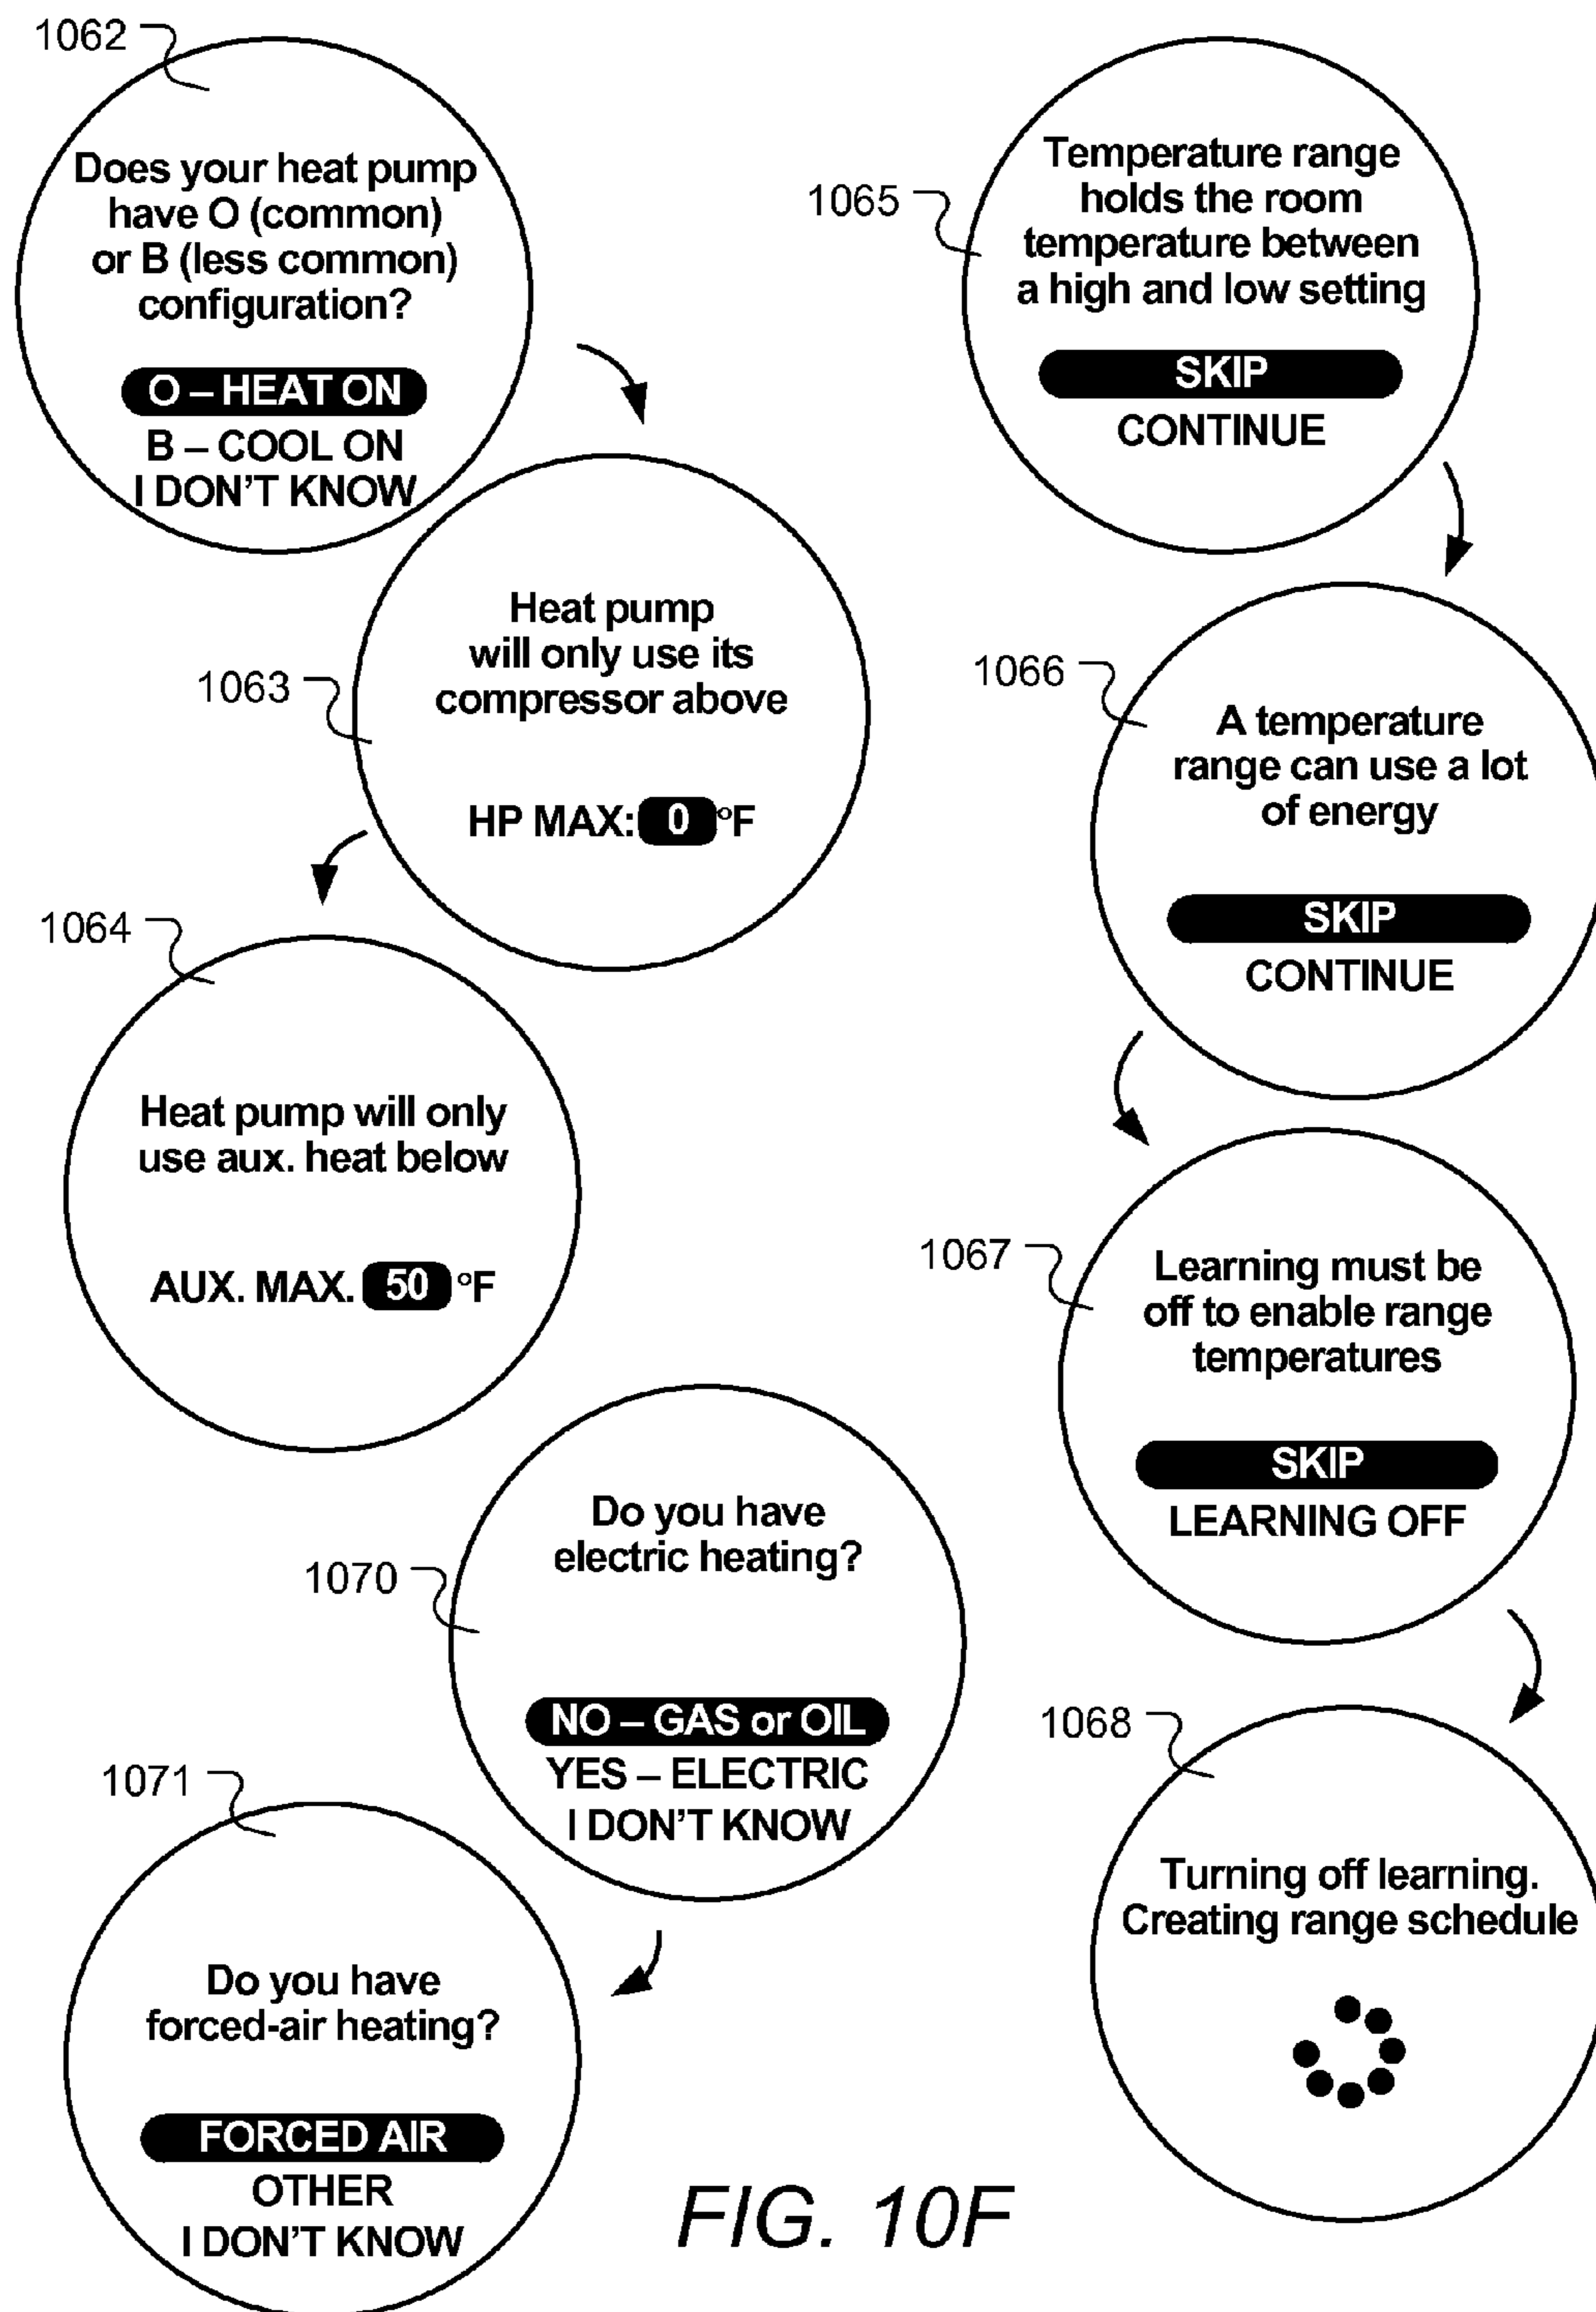 1062
Does your heat pump
have O (common)
or B (less common)
configuration?
O – HEAT ON
B – COOL ON
I DON'T KNOW
1063
Heat pump
will only use its
compressor above
HP MAX: 0 °F
1064
Heat pump will only
use aux. heat below
AUX. MAX. 50 °F
1065
Temperature range
holds the room
temperature between
a high and low setting
SKIP
CONTINUE
1066
A temperature
range can use a lot
of energy
SKIP
CONTINUE
1067
Learning must be
off to enable range
temperatures
SKIP
LEARNING OFF
1068
Turning off learning.
Creating range schedule
1070
Do you have
electric heating?
NO – GAS or OIL
YES – ELECTRIC
I DON'T KNOW
1071
Do you have
forced-air heating?
FORCED AIR
OTHER
I DON'T KNOW
FIG. 10F